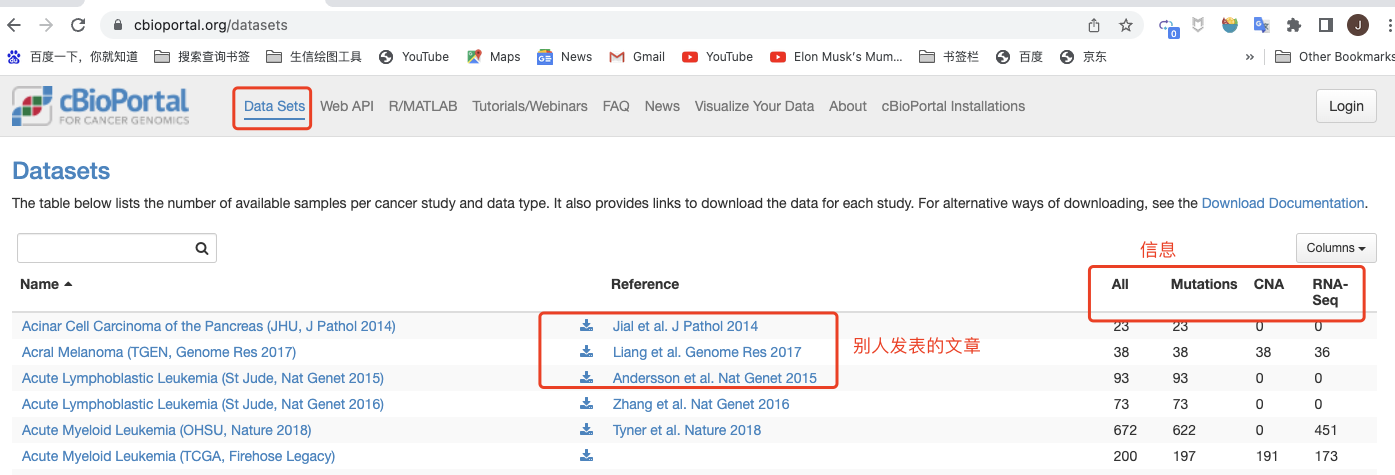 cbioportal.org/datasets
0
J
百度一下，你就知道 搜索查询书签 生信绘图工具 YouTube Maps News Gmail YouTube Elon Musk's Mum... 书签栏 百度 京东 » Other Bookmarks
cBioPortal
FOR CANCER GENOMICS
Data Sets Web API R/MATLAB Tutorials/Webinars FAQ News Visualize Your Data About cBioPortal Installations Login
Datasets
The table below lists the number of available samples per cancer study and data type. It also provides links to download the data for each study. For alternative ways of downloading, see the Download Documentation.
信息
Columns
Name Reference All Mutations CNA RNA-
Seq
Acinar Cell Carcinoma of the Pancreas (JHU, J Pathol 2014) Jial et al. J Pathol 2014 23 23 0 0
别人发表的文章
Acral Melanoma (TGEN, Genome Res 2017) Liang et al. Genome Res 2017 38 38 38 36
Acute Lymphoblastic Leukemia (St Jude, Nat Genet 2015) Andersson et al. Nat Genet 2015 93 93 0 0
Acute Lymphoblastic Leukemia (St Jude, Nat Genet 2016) Zhang et al. Nat Genet 2016 73 73 0 0
Acute Myeloid Leukemia (OHSU, Nature 2018) Tyner et al. Nature 2018 672 622 0 451
Acute Myeloid Leukemia (TCGA, Firehose Legacy) 200 197 191 173